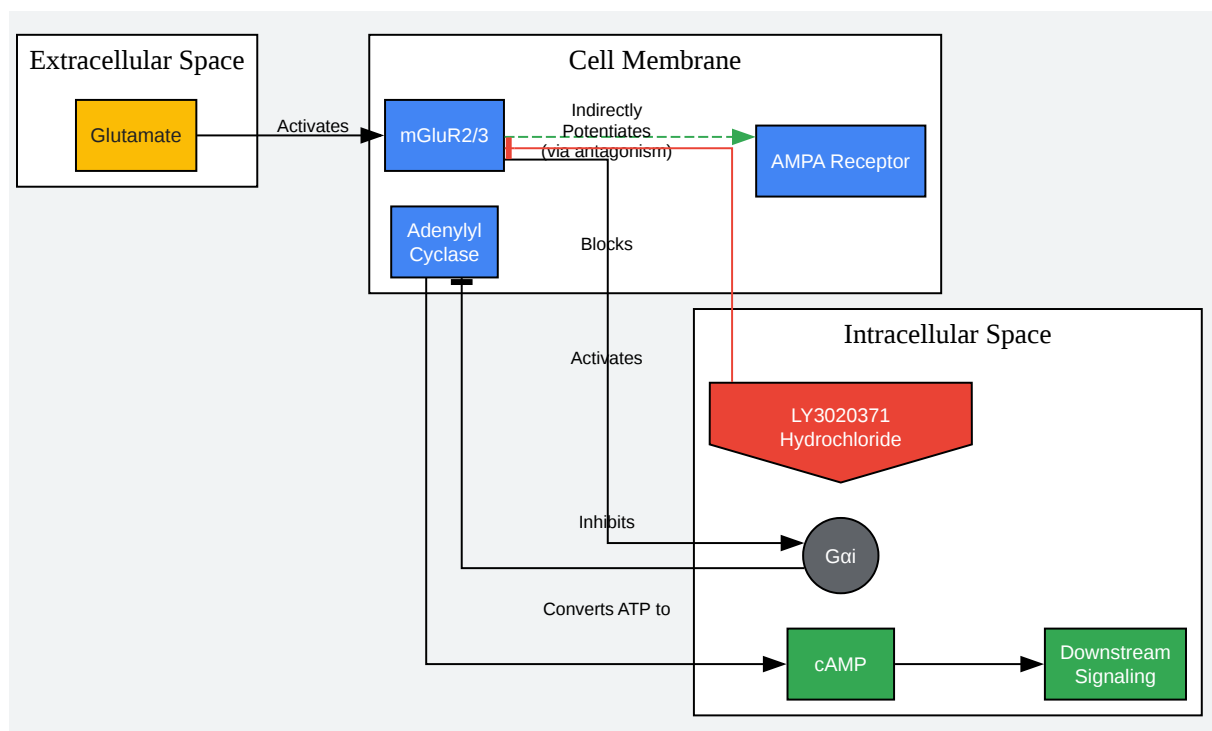 Extracellular Space
Glutamate
Activates
Cell Membrane
mGluR2/3
Indirectly
Potentiates
(via antagonism)
AMPA Receptor
Adenylyl
Cyclase
Blocks
Activates
Intracellular Space
LY3020371
Hydrochloride
Inhibits
Gαi
Converts ATP to
cAMP
Downstream
Signaling